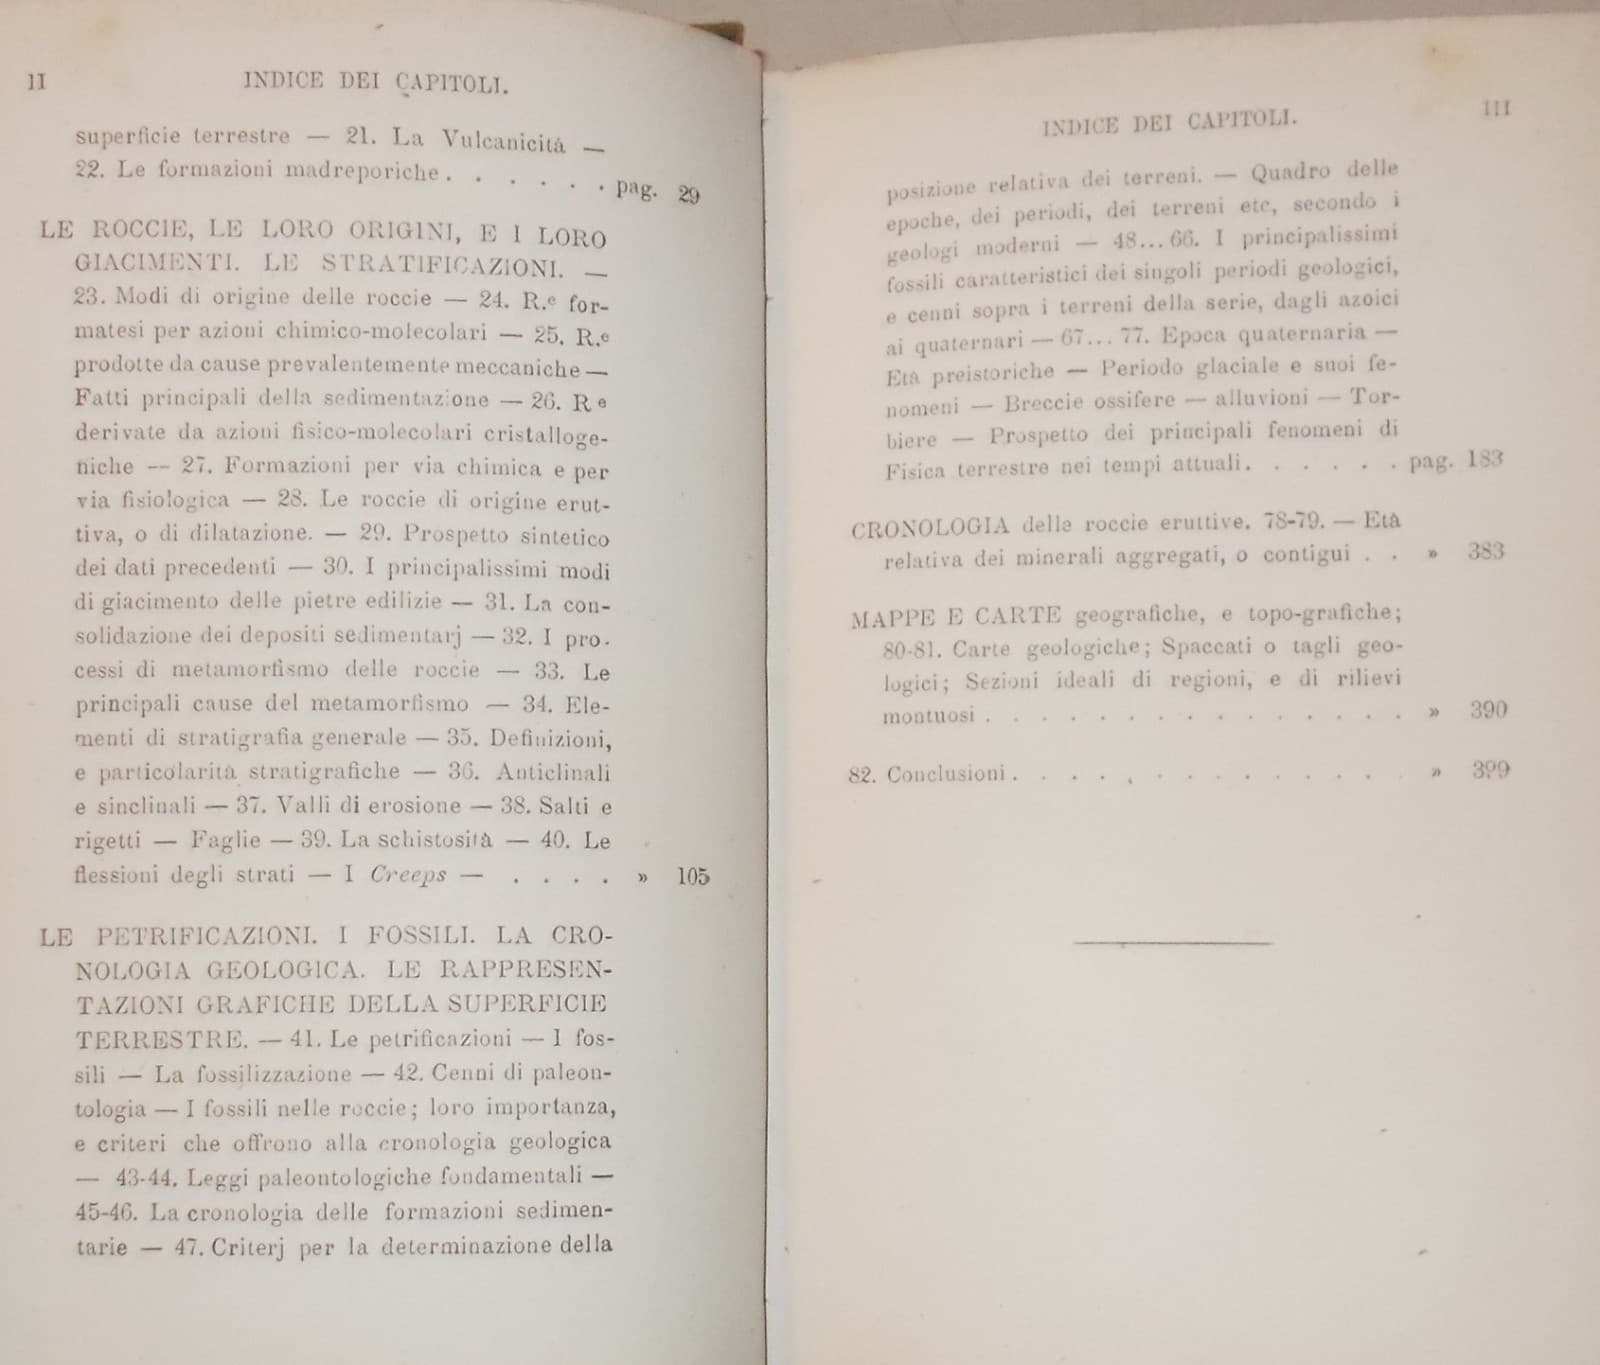 II
INDICE DEI CAPITOLI.
superficie terrestre — 21. La Vulcanicità —
22. Le formazioni madreporiche . . . . . . pag. 29
LE ROCCIE, LE LORO ORIGINI, E I LORO
GIACIMENTI. LE STRATIFICAZIONI. —
23. Modi di origine delle roccie — 24. R.e for-
matesi per azioni chimico-molecolari — 25. R.e
prodotte da cause prevalentemente meccaniche —
Fatti principali della sedimentazione — 26. R e
derivate da azioni fisico-molecolari cristalloge-
niche — 27. Formazioni per via chimica e per
via fisiologica — 28. Le roccie di origine erut-
tiva, o di dilatazione. — 29. Prospetto sintetico
dei dati precedenti — 30. I principalissimi modi
di giacimento delle pietre edilizie — 31. La con-
solidazione dei depositi sedimentarj — 32. I pro-
cessi di metamorfismo delle roccie — 33. Le
principali cause del metamorfismo — 34. Ele-
menti di stratigrafia generale — 35. Definizioni,
e particolarità stratigrafiche — 36. Anticlinali
e sinclinali — 37. Valli di erosione — 38. Salti e
rigetti — Faglie — 39. La schistosità — 40. Le
flessioni degli strati — I Creeps — . . . . » 105
LE PETRIFICAZIONI. I FOSSILI. LA CRO-
NOLOGIA GEOLOGICA. LE RAPPRESEN-
TAZIONI GRAFICHE DELLA SUPERFICIE
TERRESTRE. — 41. Le petrificazioni — I fos-
sili — La fossilizzazione — 42. Cenni di paleon-
tologia — I fossili nelle roccie; loro importanza,
e criteri che offrono alla cronologia geologica
— 43-44. Leggi paleontologiche fondamentali —
45-46. La cronologia delle formazioni sedimen-
tarie — 47. Criterj per la determinazione della
INDICE DEI CAPITOLI.
III
posizione relativa dei terreni. — Quadro delle
epoche, dei periodi, dei terreni etc, secondo i
geologi moderni — 48... 66. I principalissimi
fossili caratteristici dei singoli periodi geologici,
e cenni sopra i terreni della serie, dagli azoici
ai quaternari — 67... 77. Epoca quaternaria —
Età preistoriche — Periodo glaciale e suoi fe-
nomeni — Breccie ossifere — alluvioni — Tor-
biere — Prospetto dei principali fenomeni di
Fisica terrestre nei tempi attuali. . . . . . pag. 183
CRONOLOGIA delle roccie eruttive. 78-79. — Età
relativa dei minerali aggregati, o contigui . . » 383
MAPPE E CARTE geografiche, e topo-grafiche;
80-81. Carte geologiche; Spaccati o tagli geo-
logici; Sezioni ideali di regioni, e di rilievi
montuosi . . . . . . . . . . . . . . . » 390
82. Conclusioni . . . . . . . . . . . . . » 399